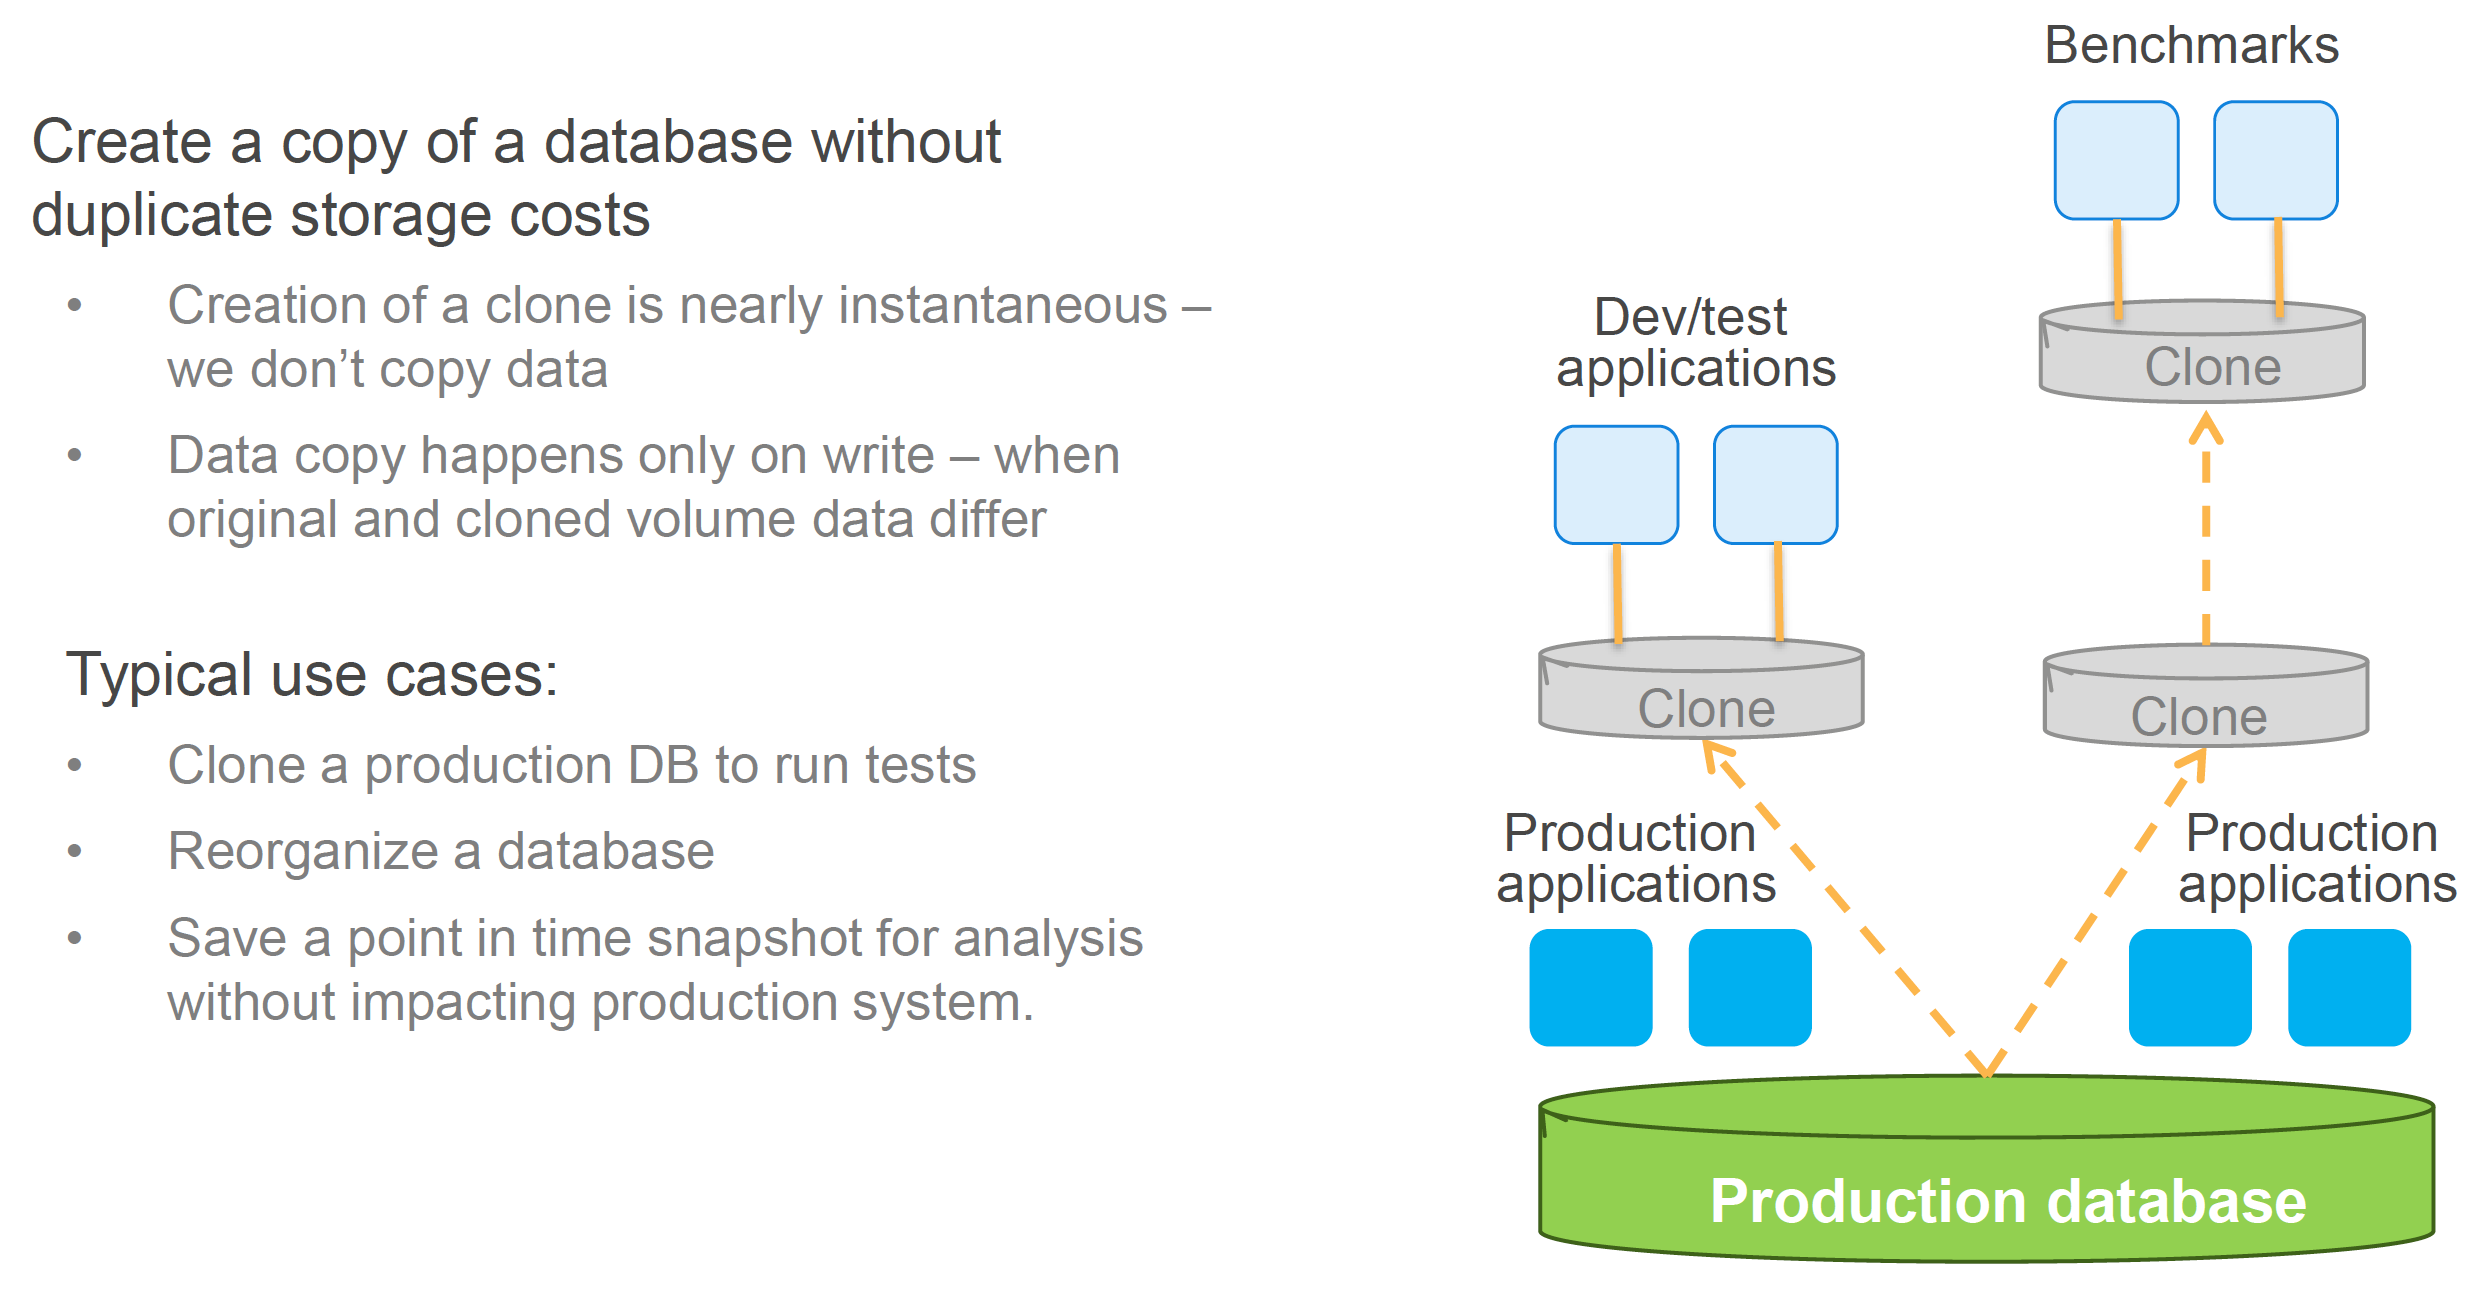 Create a copy of a database without
duplicate storage costs
• Creation of a clone is nearly instantaneous –
we don’t copy data
• Data copy happens only on write – when
original and cloned volume data differ
Typical use cases:
• Clone a production DB to run tests
• Reorganize a database
• Save a point in time snapshot for analysis
without impacting production system.
Benchmarks
Clone
Dev/test
applications
Clone
Clone
Production
applications
Production
applications
Production database